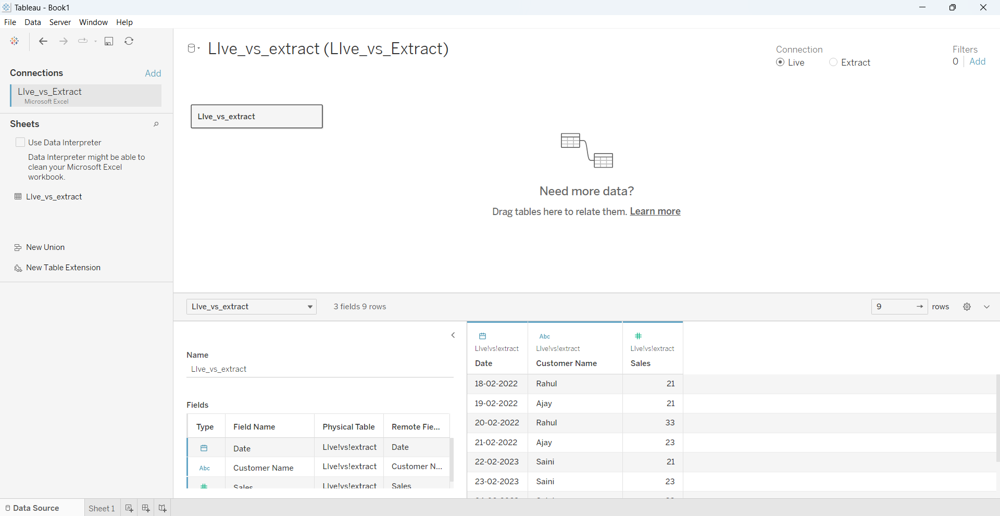 Tableau - Book1
File Data Server Window Help
LIve_vs_extract (LIve_vs_Extract)
Connection
Live Extract
Filters
0 Add
Connections Add
LIve_vs_Extract
Microsoft Excel
Sheets
Use Data Interpreter
Data Interpreter might be able to
clean your Microsoft Excel
workbook.
LIve_vs_extract
New Union
New Table Extension
LIve_vs_extract
Need more data?
Drag tables here to relate them. Learn more
LIve_vs_extract 3 fields 9 rows 9 → rows
Name
LIve_vs_extract
Fields
Type Field Name Physical Table Remote Fie...
Date LIve!vs!extract Date
Abc Customer Name LIve!vs!extract Customer N...
# Sales LIve!vs!extract Sales
Abc #
LIve!vs!extract LIve!vs!extract LIve!vs!extract
Date Customer Name Sales
18-02-2022 Rahul 21
19-02-2022 Ajay 21
20-02-2022 Rahul 33
21-02-2022 Ajay 23
22-02-2023 Saini 21
23-02-2023 Saini 23
Data Source Sheet 1